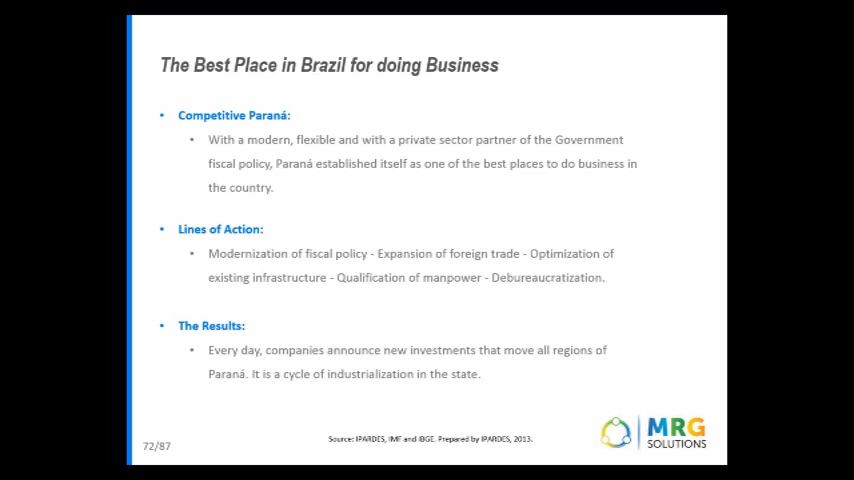 The Best Place in Brazil for doing Business
• Competitive Paraná:
• With a modern, flexible and with a private sector partner of the Government
fiscal policy, Paraná established itself as one of the best places to do business in
the country.
• Lines of Action:
• Modernization of fiscal policy - Expansion of foreign trade - Optimization of
existing infrastructure - Qualification of manpower - Debureaucratization.
• The Results:
• Every day, companies announce new investments that move all regions of
Paraná. It is a cycle of industrialization in the state.
Source: IPARDES, IMF and IBGE. Prepared by IPARDES, 2013.
72/87
MRG
SOLUTIONS